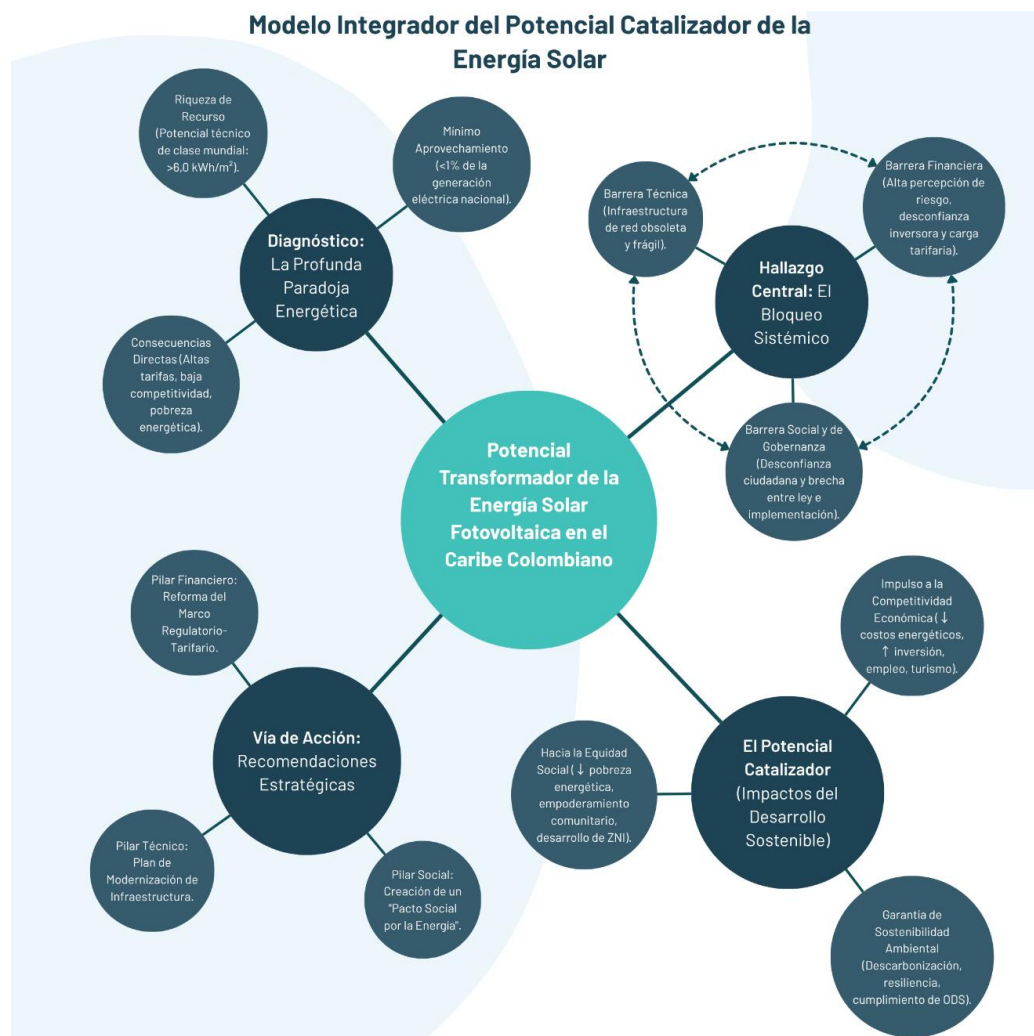 Modelo Integrador del Potencial Catalizador de la
Energía Solar
Riqueza de
Recurso
(Potencial técnico
de clase mundial:
>6,0 kWh/m²).
Mínimo
Aprovechamiento
(<1% de la
generación
eléctrica nacional).
Diagnóstico:
La Profunda
Paradoja
Energética
Consecuencias
Directas (Altas
tarifas, baja
competitividad,
pobreza
energética).
Barrera Técnica
(Infraestructura
de red obsoleta
y frágil).
Barrera Financiera
(Alta percepción de
riesgo,
desconfianza
inversora y carga
tarifaria).
Hallazgo
Central: El
Bloqueo
Sistémico
Barrera Social y de
Gobernanza
(Desconfianza
ciudadana y brecha
entre ley e
implementación).
Potencial
Transformador de la
Energía Solar
Fotovoltaica en el
Caribe Colombiano
Pilar Financiero:
Reforma del
Marco
Regulatorio-
Tarifario.
Vía de Acción:
Recomendaciones
Estratégicas
Pilar Técnico:
Plan de
Modernización de
Infraestructura.
Pilar Social:
Creación de un
"Pacto Social
por la Energía".
Impulso a la
Competitividad
Económica (↓
costos energéticos,
↑ inversión,
empleo, turismo).
Hacia la Equidad
Social (↓ pobreza
energética,
empoderamiento
comunitario,
desarrollo de ZNI).
El Potencial
Catalizador
(Impactos del
Desarrollo
Sostenible)
Garantía de
Sostenibilidad
Ambiental
(Descarbonización,
resiliencia,
cumplimiento de ODS).